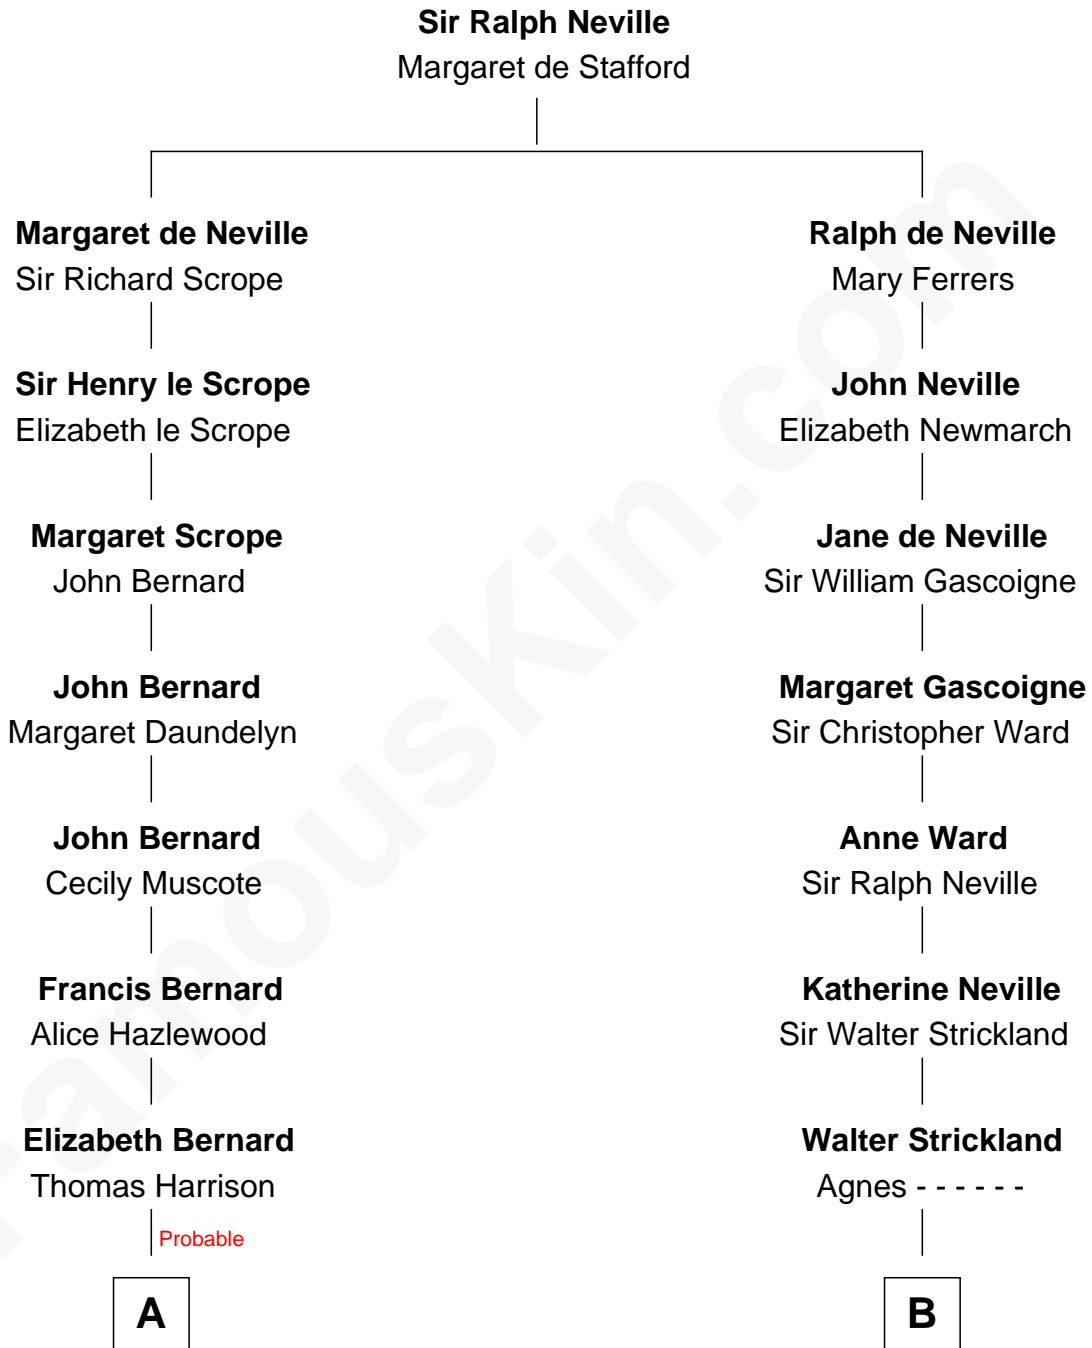 Sir Ralph Neville
Margaret de Stafford
Margaret de Neville
Sir Richard Scrope
Ralph de Neville
Mary Ferrers
Sir Henry le Scrope
Elizabeth le Scrope
John Neville
Elizabeth Newmarch
Margaret Scrope
John Bernard
Jane de Neville
Sir William Gascoigne
John Bernard
Margaret Daundelyn
Margaret Gascoigne
Sir Christopher Ward
John Bernard
Cecily Muscote
Anne Ward
Sir Ralph Neville
Francis Bernard
Alice Hazlewood
Katherine Neville
Sir Walter Strickland
Elizabeth Bernard
Thomas Harrison
Walter Strickland
Agnes - - - - - -
Probable
A
B
FamousKin.com